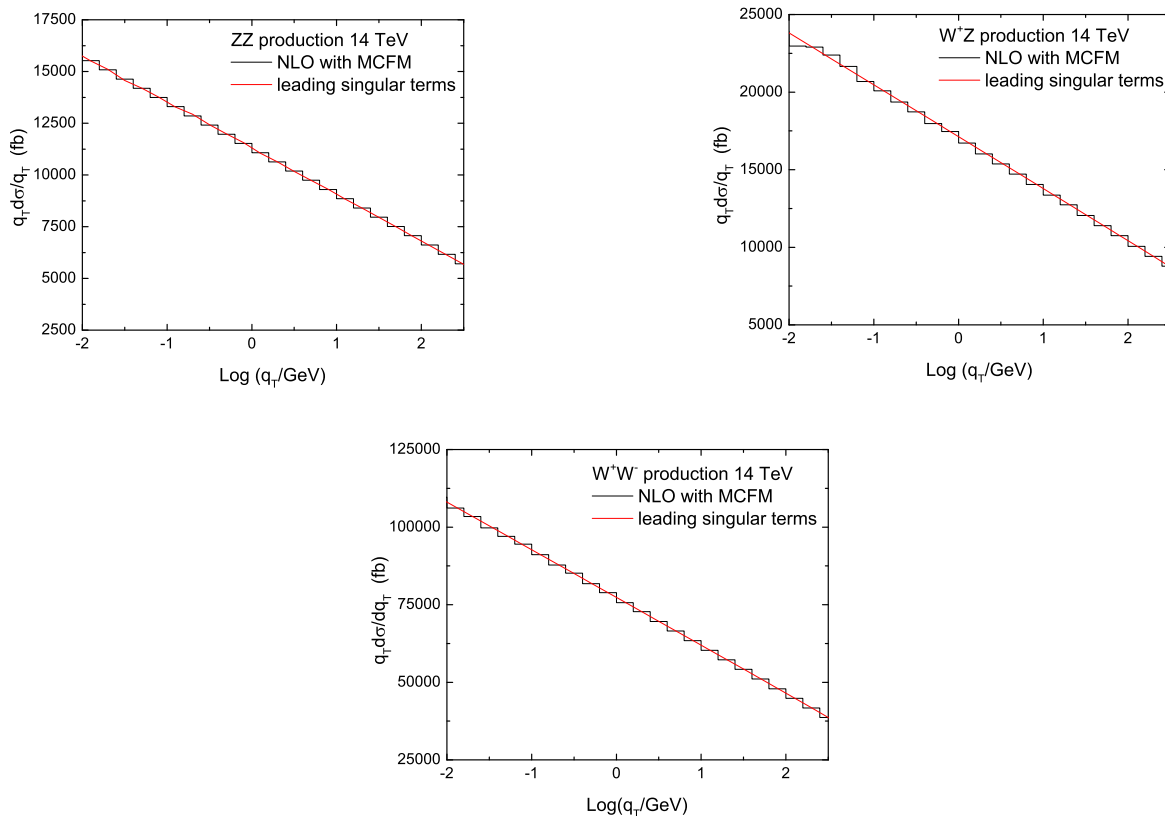 17500
15000
12500
10000
7500
5000
2500
q_T dσ/q_T (fb)
ZZ production 14 TeV
NLO with MCFM
leading singular terms
-2 -1 0 1 2
Log (q_T/GeV)
25000
20000
15000
10000
5000
q_T dσ/q_T (fb)
W⁺Z production 14 TeV
NLO with MCFM
leading singular terms
-2 -1 0 1 2
Log (q_T/GeV)
125000
100000
75000
50000
25000
q_T dσ/dq_T (fb)
W⁺W⁻ production 14 TeV
NLO with MCFM
leading singular terms
-2 -1 0 1 2
Log(q_T/GeV)